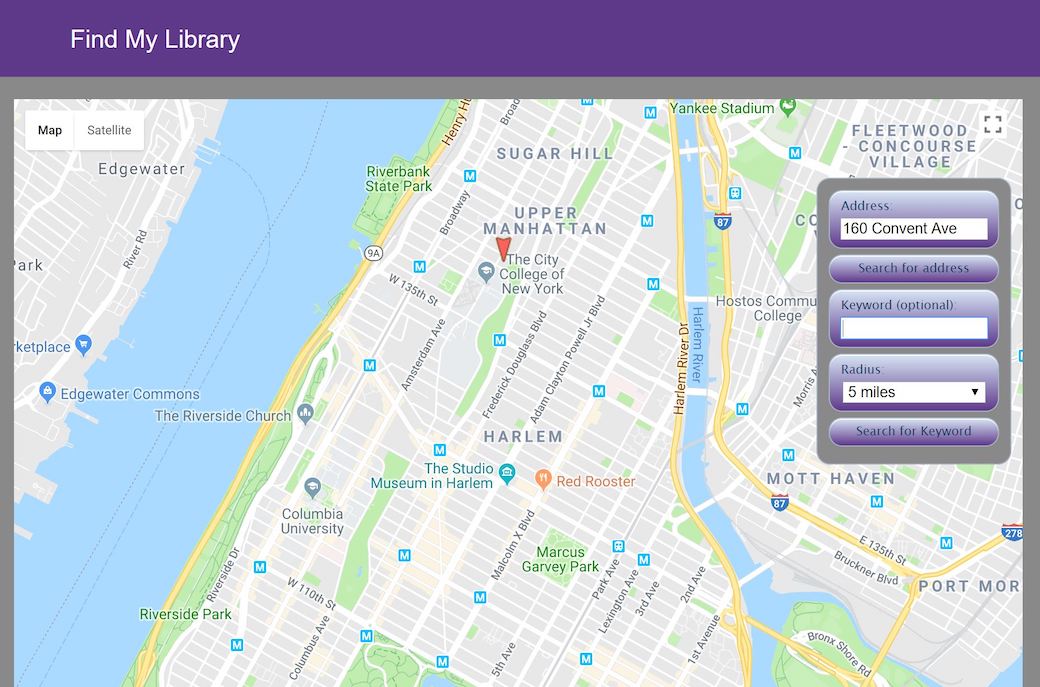 Find My Library
Map
Satellite
Yankee Stadium
FLEETWOOD
- CONCOURSE
VILLAGE
SUGAR HILL
Edgewater
Riverbank
State Park
Broadway
UPPER
MANHATTAN
87
Address:
160 Convent Ave
Search for address
Keyword (optional):
Radius:
5 miles
Search for Keyword
River Rd
9A
The City
College of
New York
W 135th St
Hostos Commu
College
Harlem River
Harlem River Dr
Amsterdam Ave
Frederick Douglass Blvd
Adam Clayton Powell Jr Blvd
rketplace
Edgewater Commons
The Riverside Church
HARLEM
The Studio
Museum in Harlem
Red Rooster
MOTT HAVEN
87
Columbia
University
278
Malcolm X Blvd
Marcus
Garvey Park
E 135th St
Bruckner Blvd
PORT MOR
Riverside Dr
W 110th St
Park Ave
Lexington Ave
3rd Ave
2nd Ave
Riverside Park
Columbus Ave
5th Ave
1st Avenue
Bronx Shore Rd